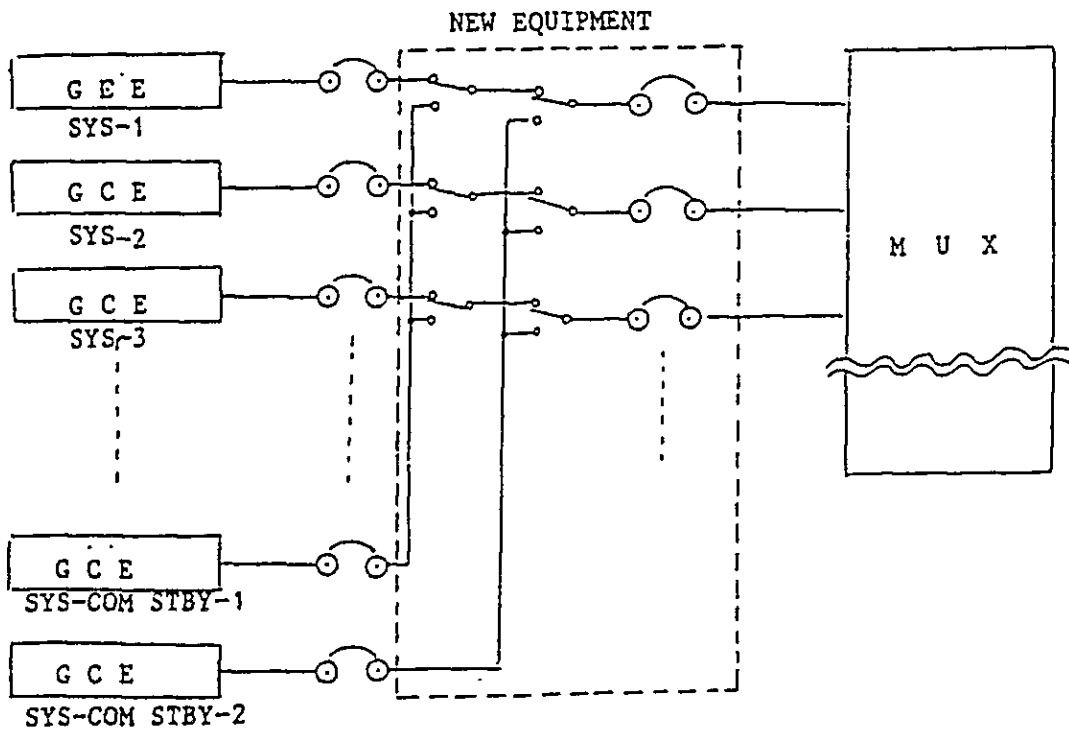 NEW EQUIPMENT
G E E
SYS-1
G C E
SYS-2
G C E
SYS-3
M U X
G C E
SYS-COM STBY-1
G C E
SYS-COM STBY-2